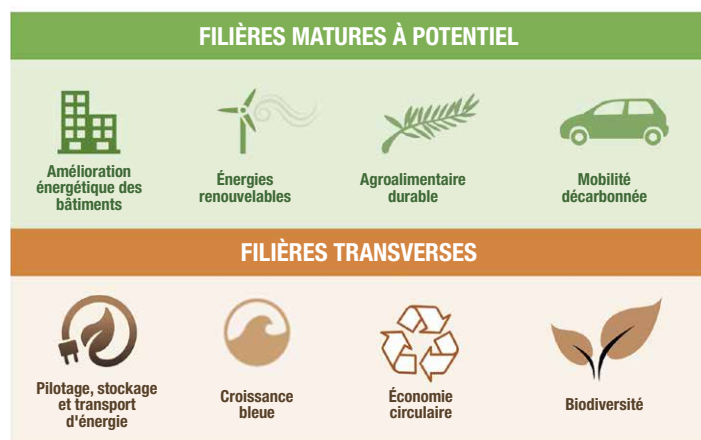 FILIÈRES MATURES À POTENTIEL
Amélioration
énergétique des
bâtiments
Énergies
renouvelables
Agroalimentaire
durable
Mobilité
décarbonnée
FILIÈRES TRANSVERSES
Pilotage, stockage
et transport
d'énergie
Croissance
bleue
Économie
circulaire
Biodiversité